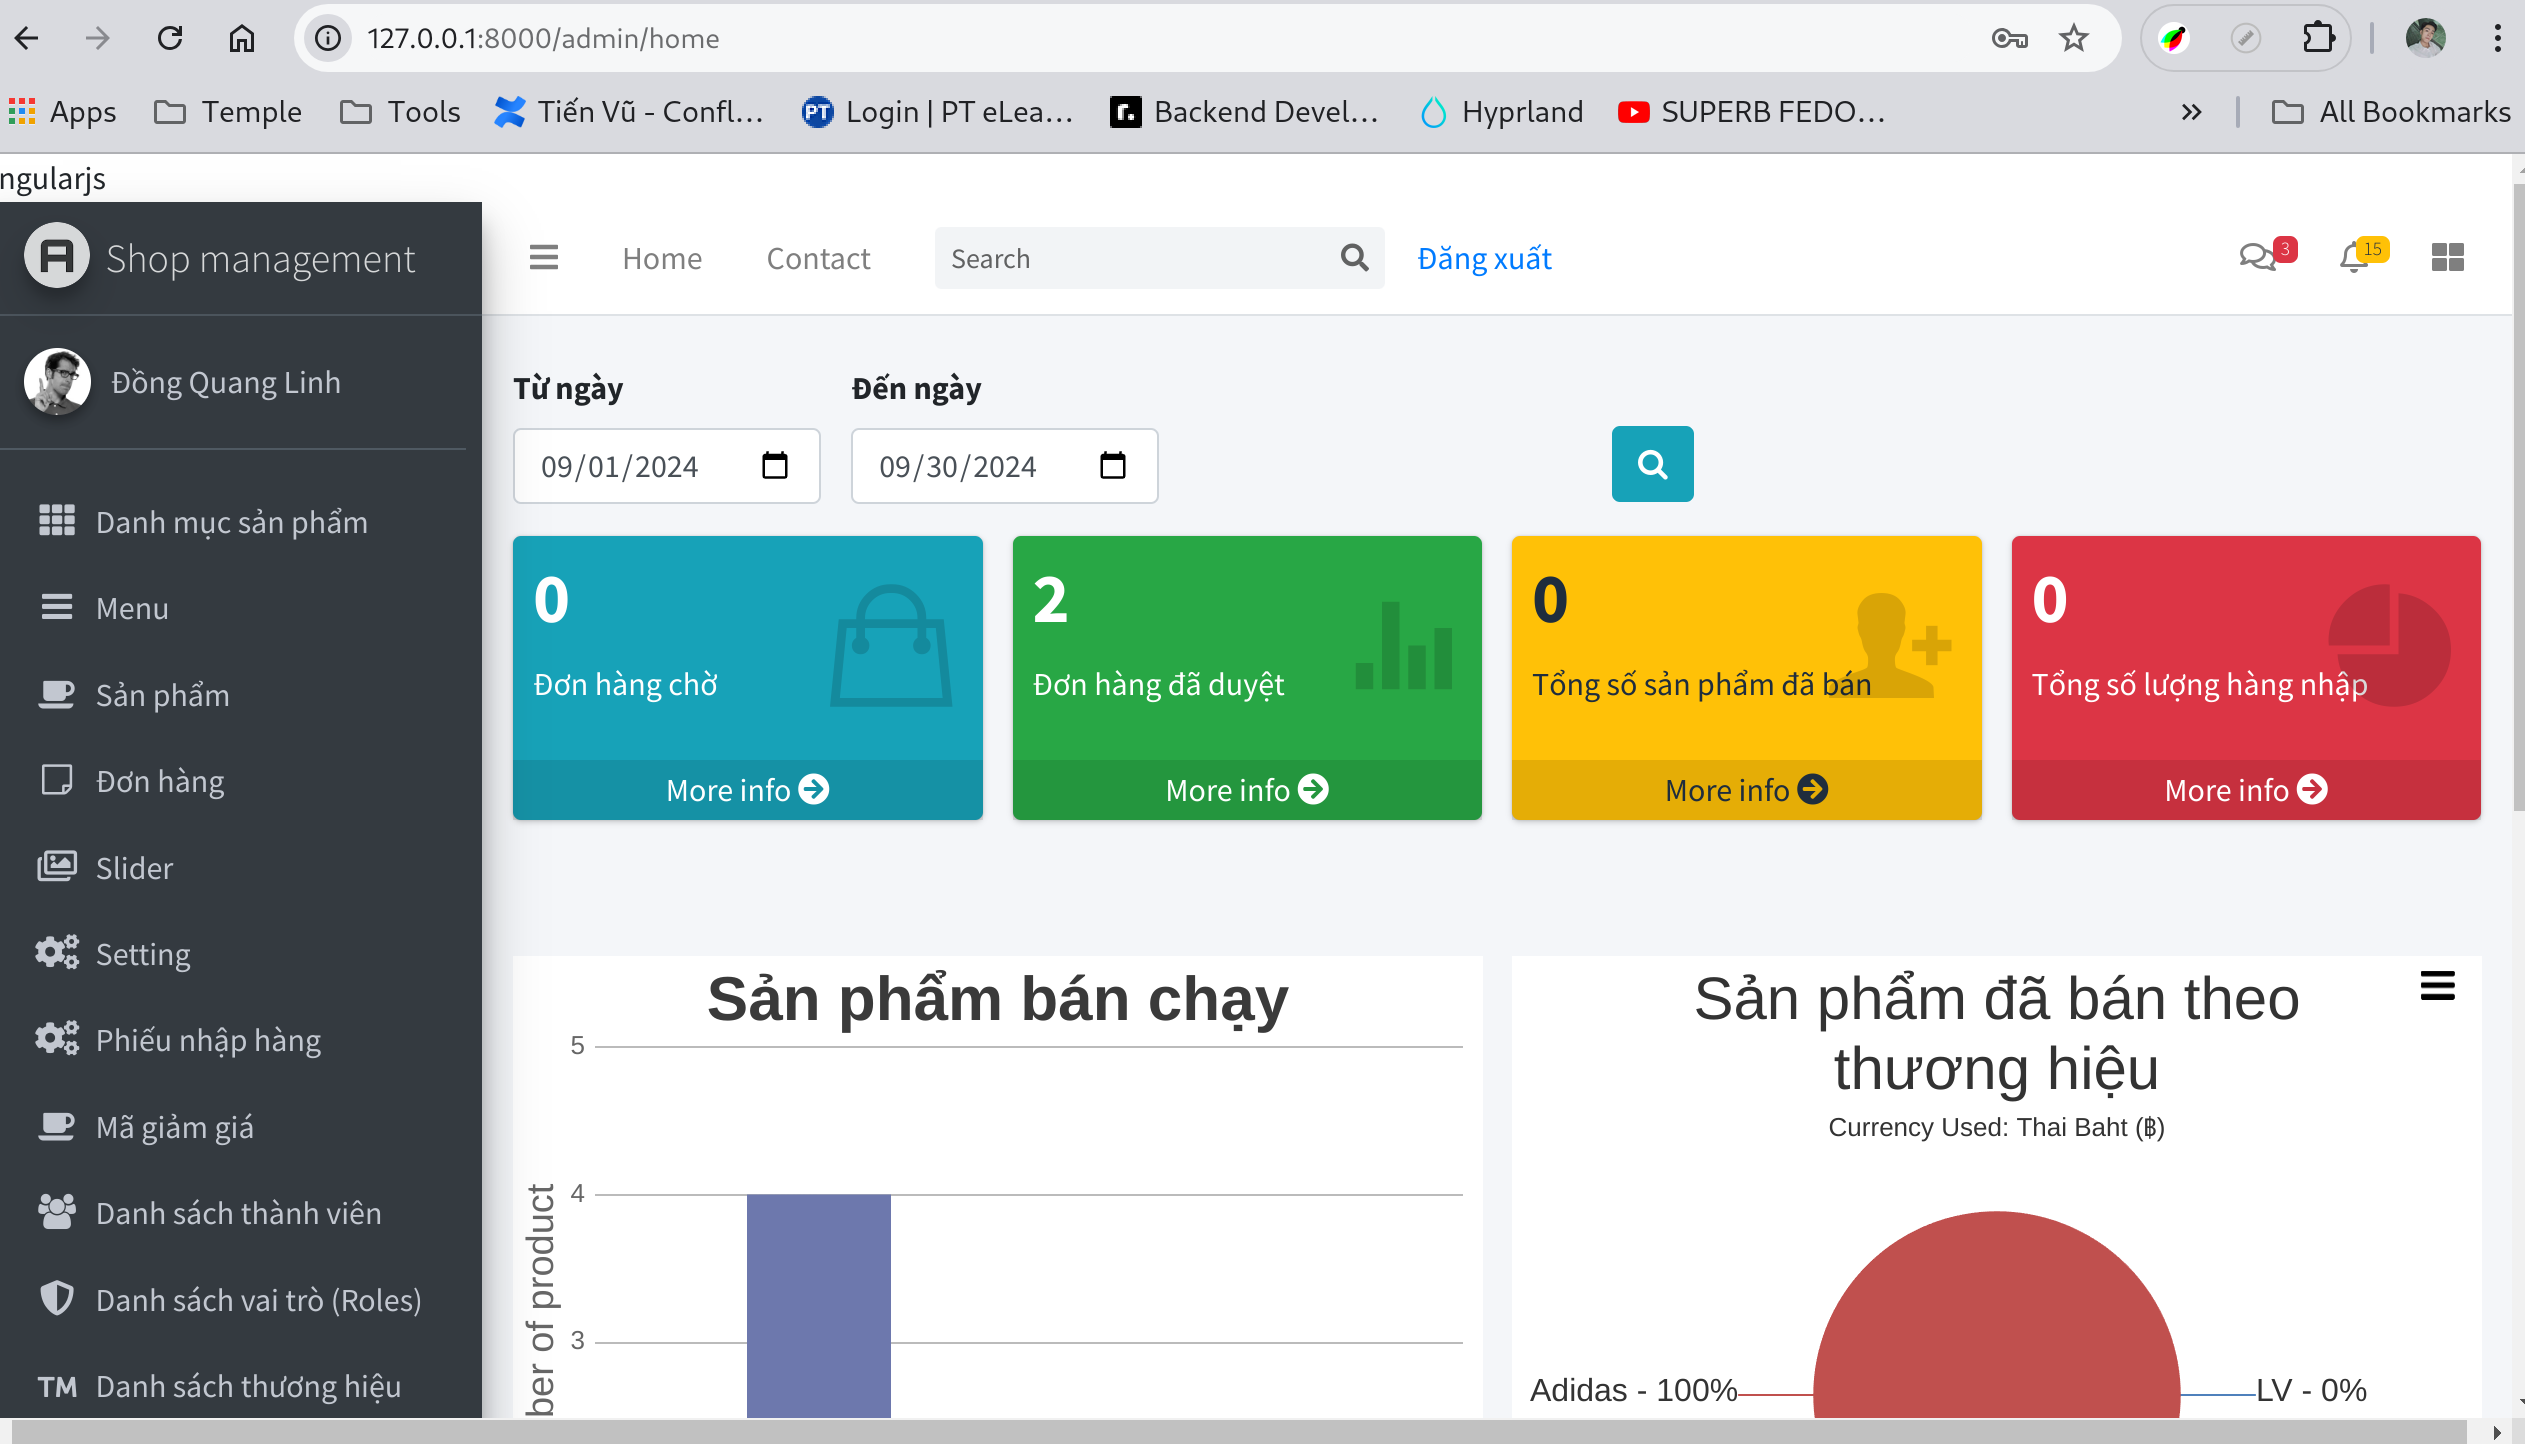 127.0.0.1:8000/admin/home
Apps Temple Tools Tiến Vũ - Confl... Login | PT eLea... Backend Devel... Hyprland SUPERB FEDO... All Bookmarks
ngularjs
Shop management
Home Contact Search Đăng xuất 3 15
Đồng Quang Linh
Danh mục sản phẩm
Menu
Sản phẩm
Đơn hàng
Slider
Setting
Phiếu nhập hàng
Mã giảm giá
Danh sách thành viên
Danh sách vai trò (Roles)
TM Danh sách thương hiệu
Từ ngày Đến ngày
09/01/2024 09/30/2024
0
Đơn hàng chờ
More info
2
Đơn hàng đã duyệt
More info
0
Tổng số sản phẩm đã bán
More info
0
Tổng số lượng hàng nhập
More info
Sản phẩm bán chạy
5
4
3
ber of product
Sản phẩm đã bán theo
thương hiệu
Currency Used: Thai Baht (฿)
Adidas - 100% LV - 0%